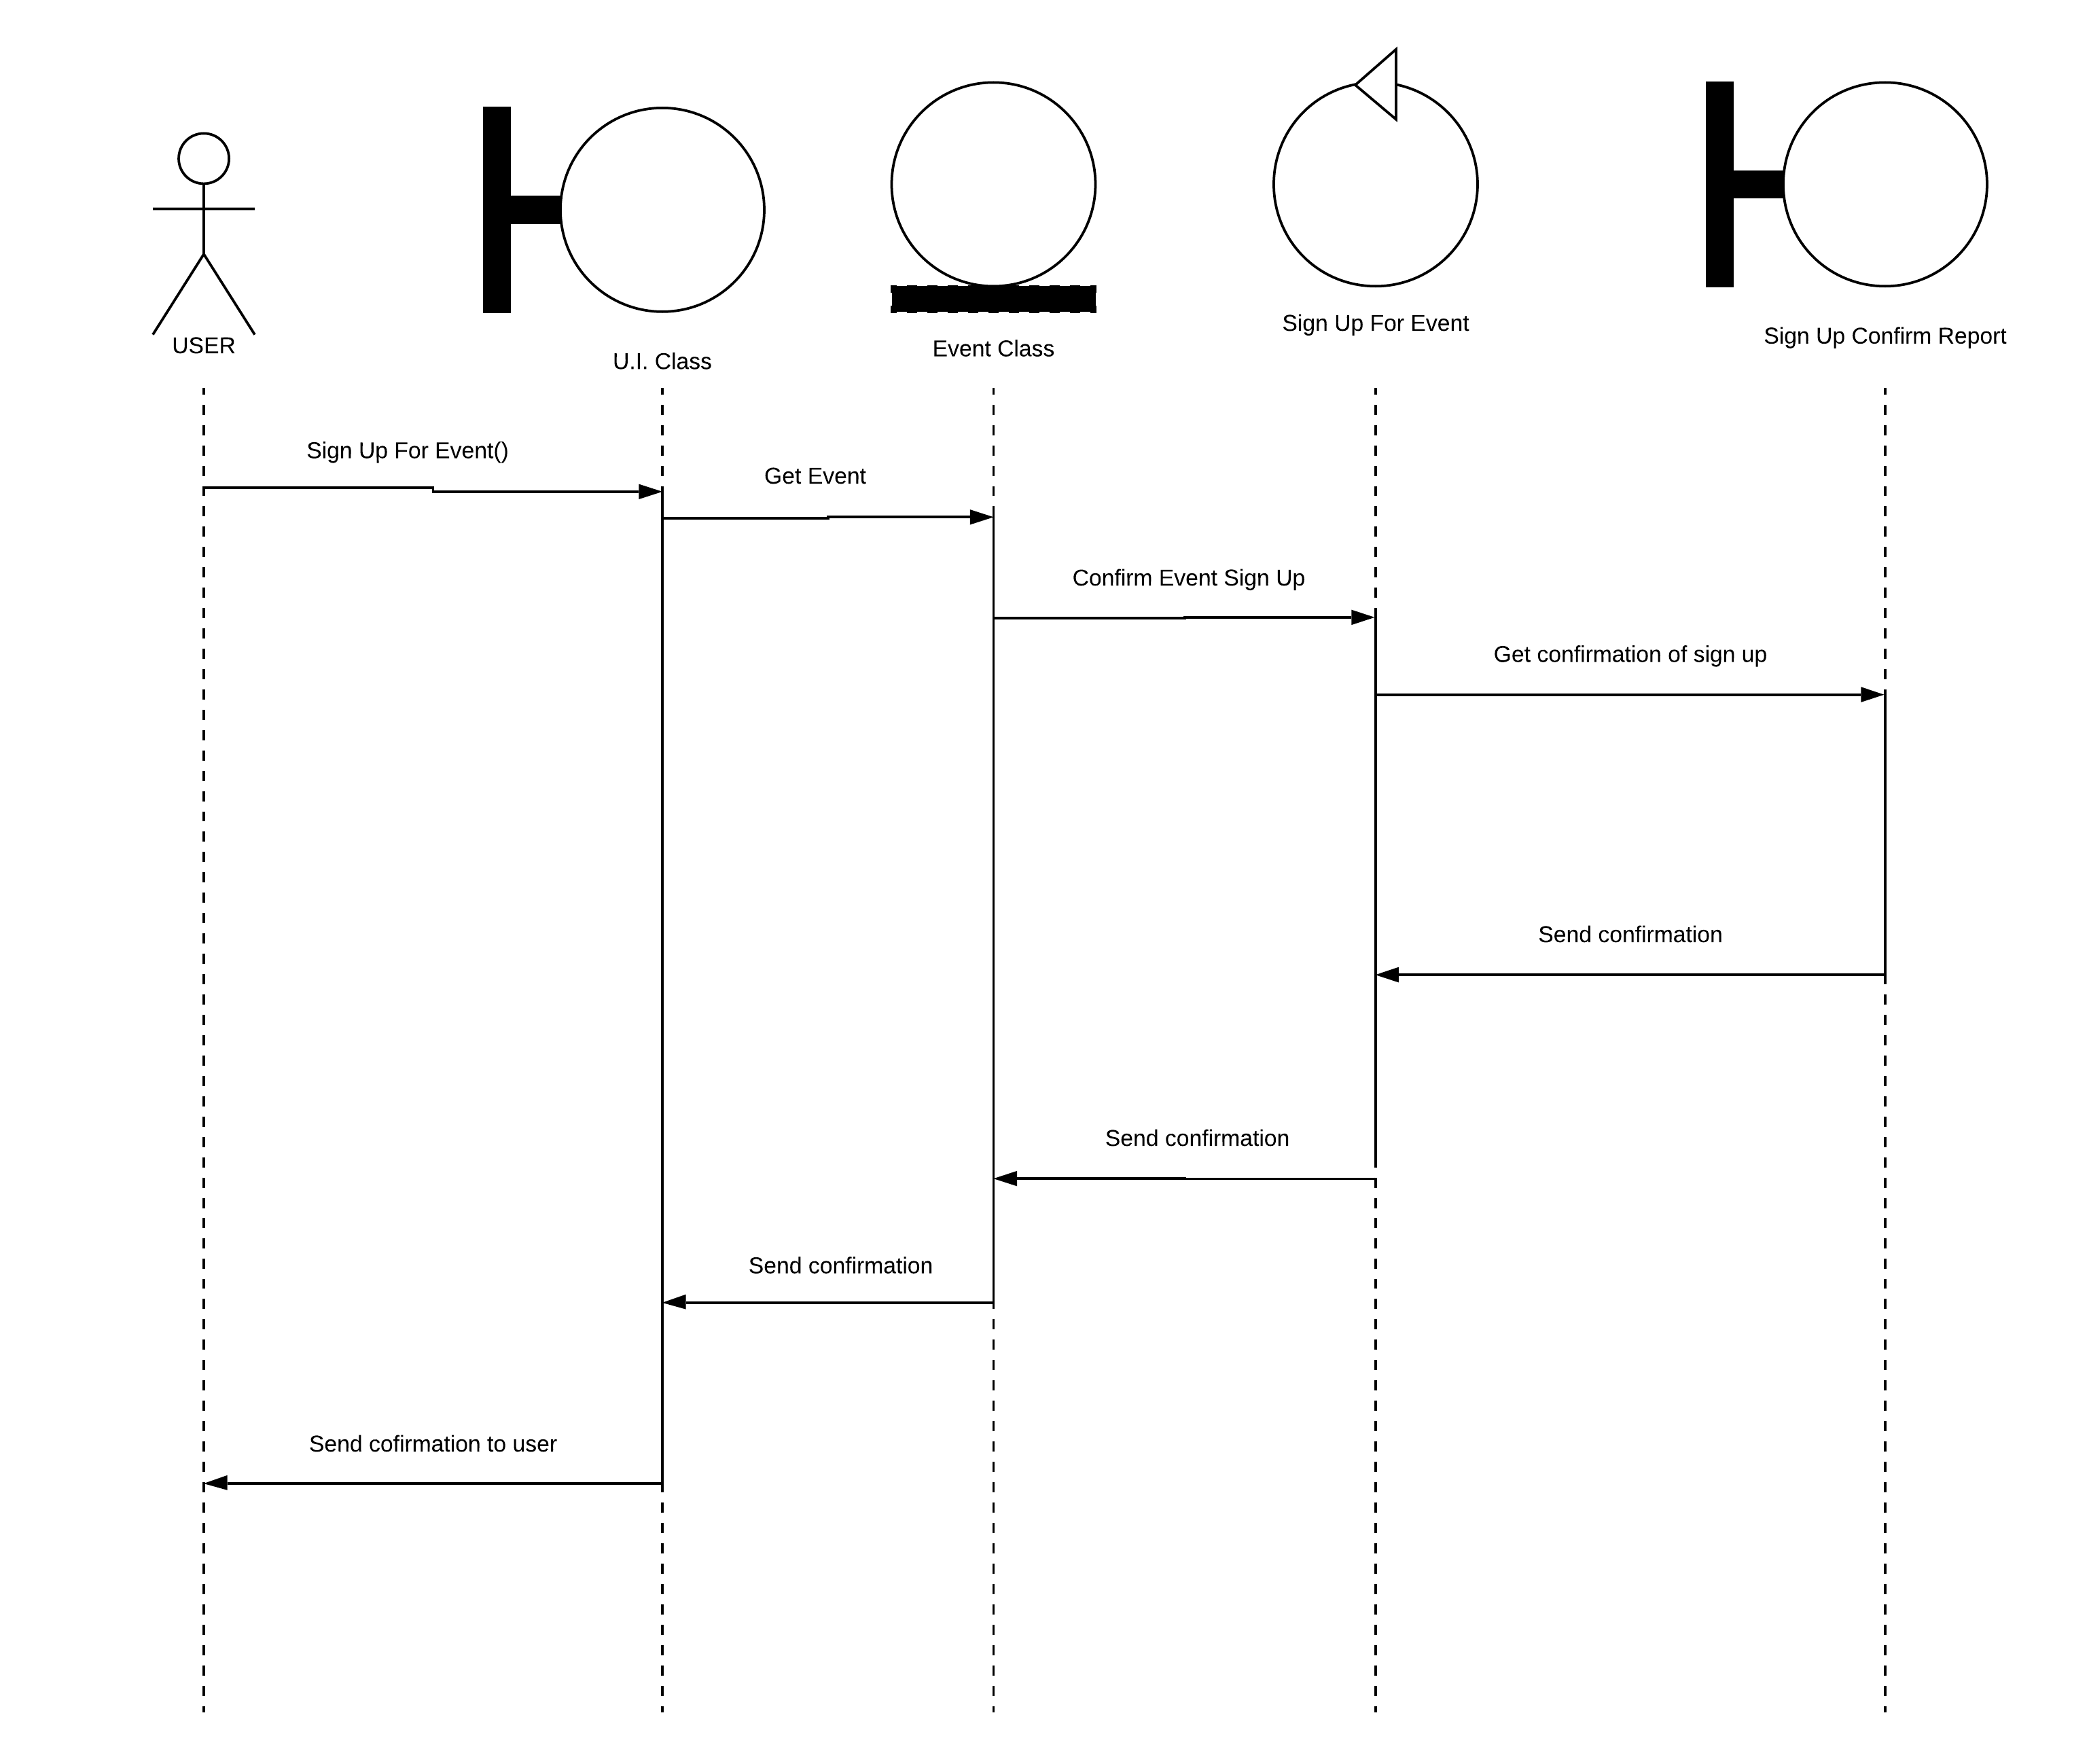 USER
U.I. Class
Event Class
Sign Up For Event
Sign Up Confirm Report
Sign Up For Event()
Get Event
Confirm Event Sign Up
Get confirmation of sign up
Send confirmation
Send confirmation
Send confirmation
Send cofirmation to user